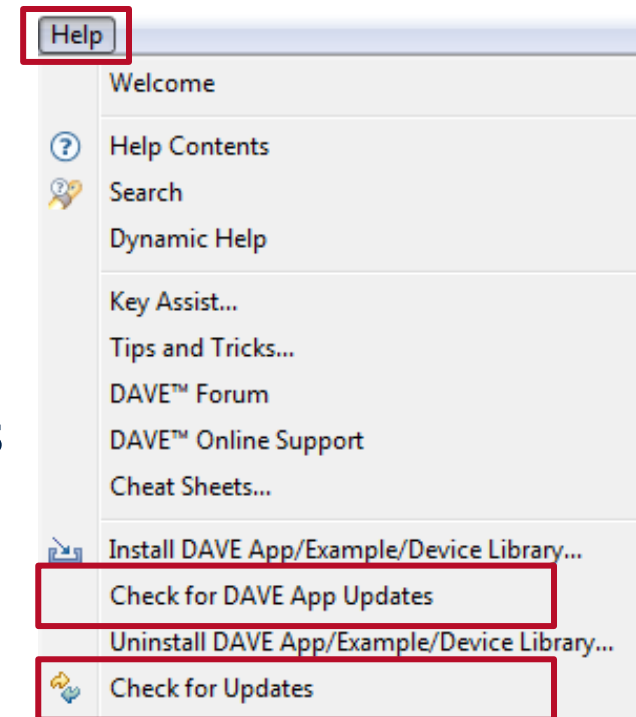 Help
Welcome
Help Contents
Search
Dynamic Help
Key Assist...
Tips and Tricks...
DAVE™ Forum
s
DAVE™ Online Support
Cheat Sheets...
Install DAVE App/Example/Device Library...
Check for DAVE App Updates
Uninstall DAVE App/Example/Device Library...
Check for Updates